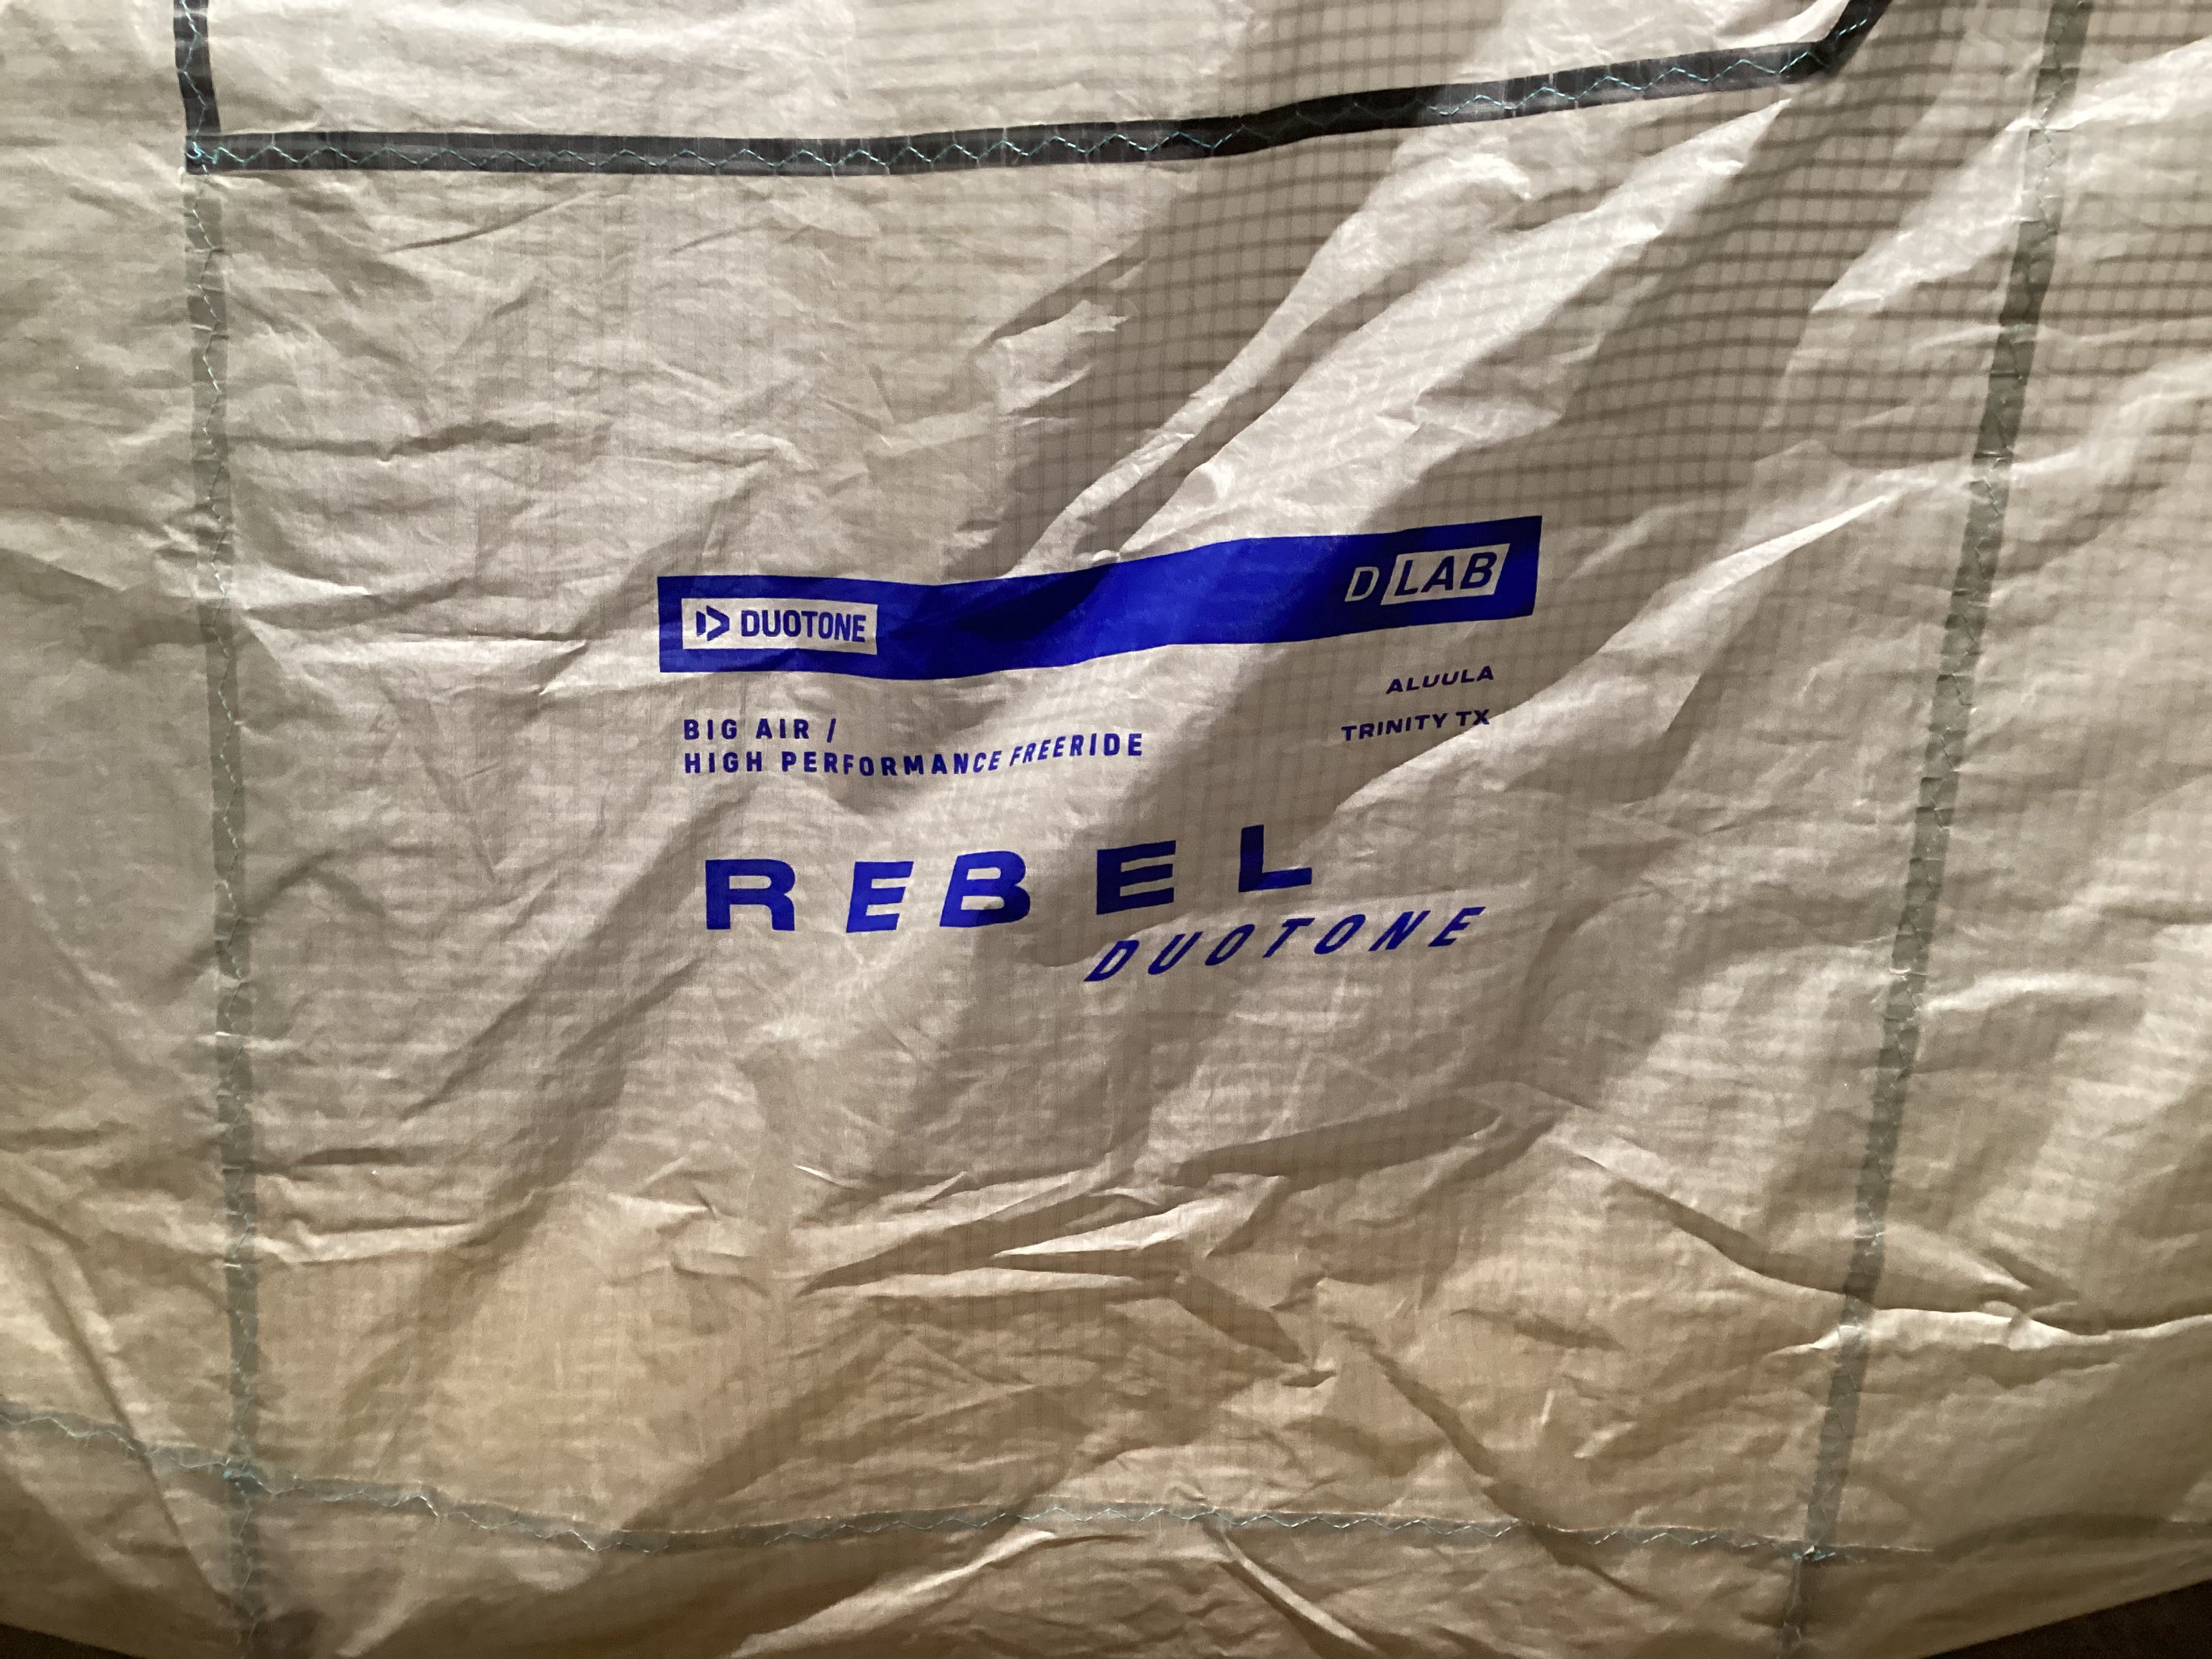 DUOTONE
D LAB
ALUULA
TRINITY TX
BIG AIR /
HIGH PERFORMANCE FREERIDE
REBEL
DUOTONE